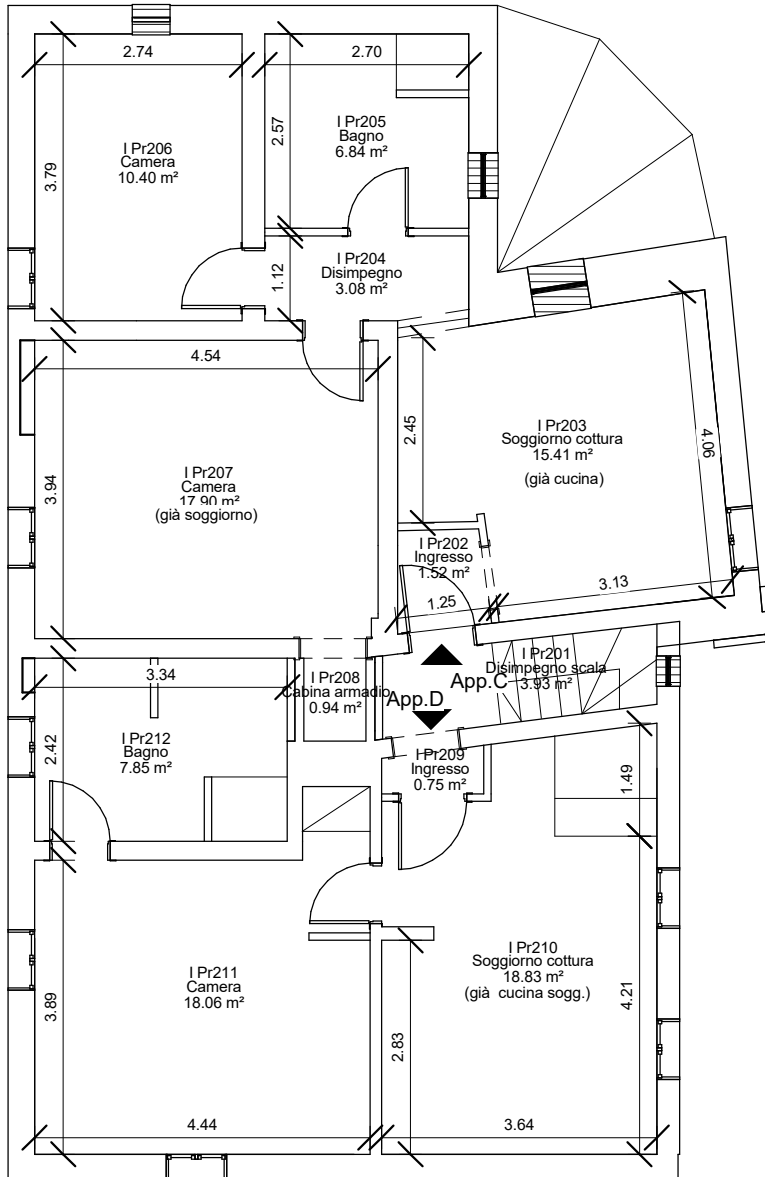 2.74
2.70
I Pr205
Bagno
6.84 m²
2.57
I Pr206
Camera
10.40 m²
3.79
I Pr204
Disimpegno
3.08 m²
1.12
4.54
I Pr203
Soggiorno cottura
15.41 m²
(già cucina)
2.45
4.06
I Pr207
Camera
17.90 m²
(già soggiorno)
3.94
I Pr202
Ingresso
1.52 m²
1.25
3.13
I Pr201
Disimpegno scala
3.93 m²
App.C
App.D
I Pr208
Cabina armadio
0.94 m²
3.34
I Pr212
Bagno
7.85 m²
2.42
I Pr209
Ingresso
0.75 m²
1.49
I Pr210
Soggiorno cottura
18.83 m²
(già cucina sogg.)
I Pr211
Camera
18.06 m²
3.89
2.83
4.21
4.44
3.64